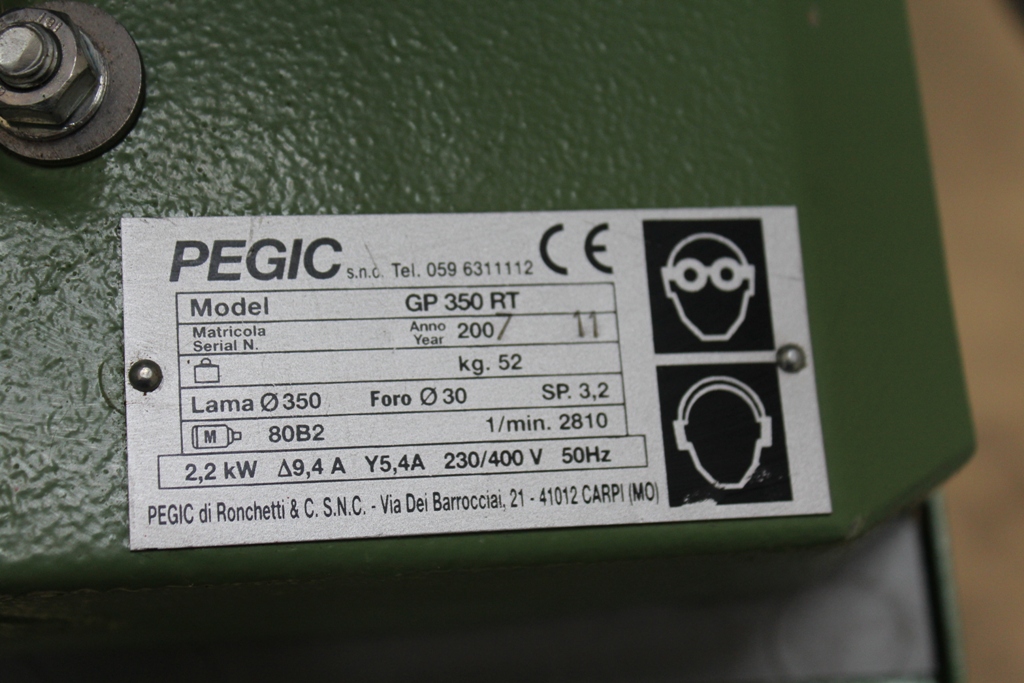 PEGIC s.n.c. Tel. 059 6311112 CE
Model GP 350 RT
Matricola
Serial N.
Anno
Year
2007 11
kg. 52
Lama Ø 350 Foro Ø 30 SP. 3,2
M 80B2 1/min. 2810
2,2 kW Δ9,4 A Y5,4A 230/400 V 50Hz
PEGIC di Ronchetti & C. S.N.C. - Via Dei Barrocciai, 21 - 41012 CARPI (MO)